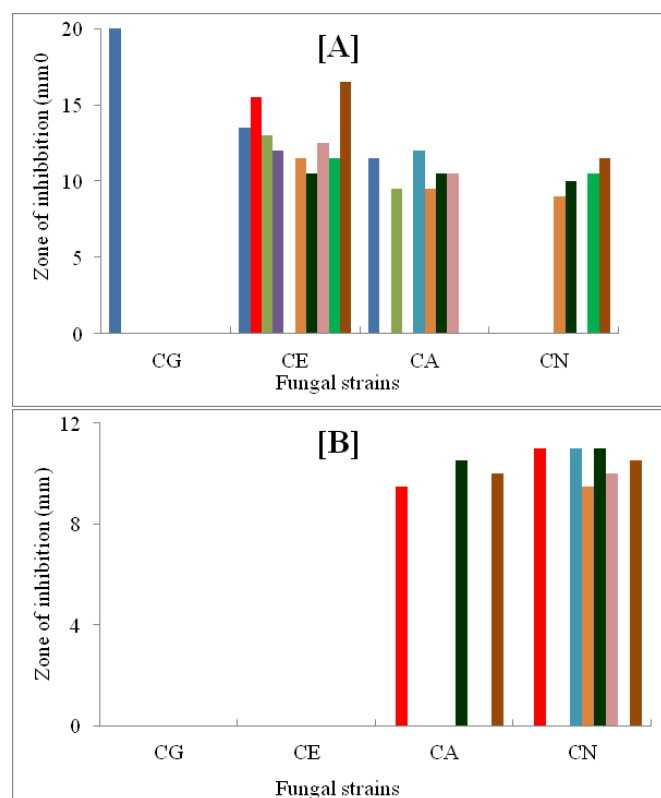 [A]
Zone of inhibbition (mm0
20
15
10
5
0
CG CE CA CN
Fungal strains
[B]
Zone of inhibition (mm)
12
8
4
0
CG CE CA CN
Fungal strains